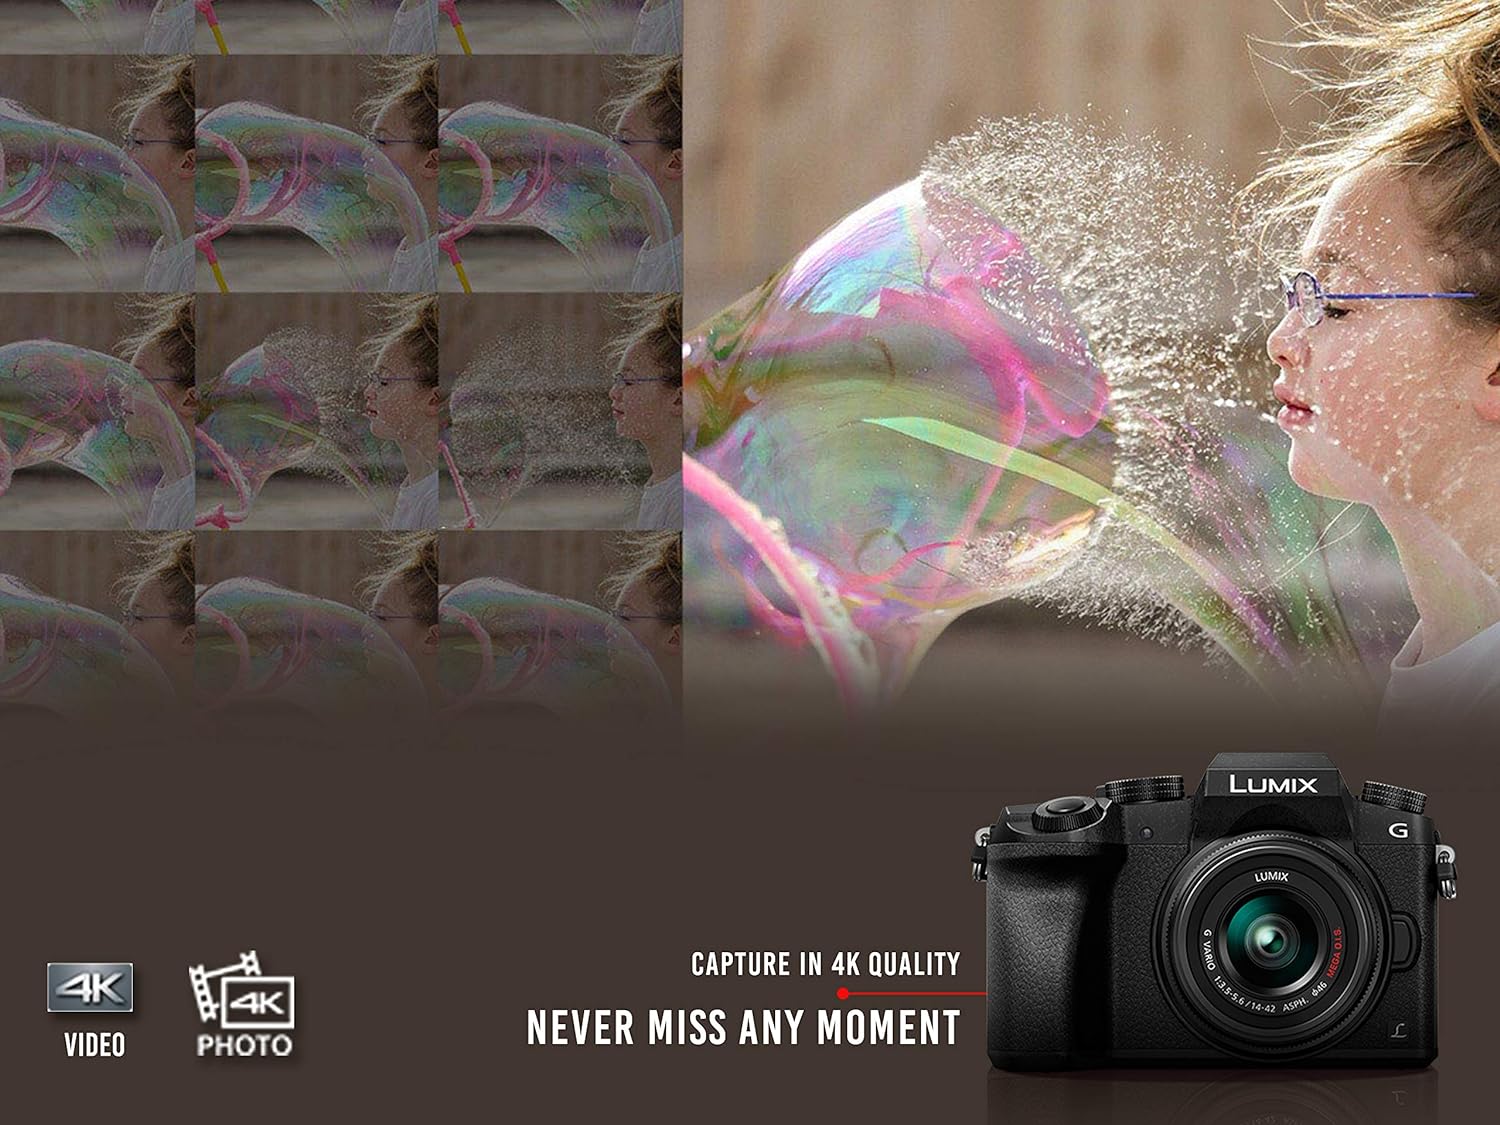 LUMIX
G
LUMIX
G VARIO 1:3.5-5.6/14-42 ASPH. ø46 MEGA O.I.S.
L
CAPTURE IN 4K QUALITY
NEVER MISS ANY MOMENT
4K
VIDEO
4K
PHOTO